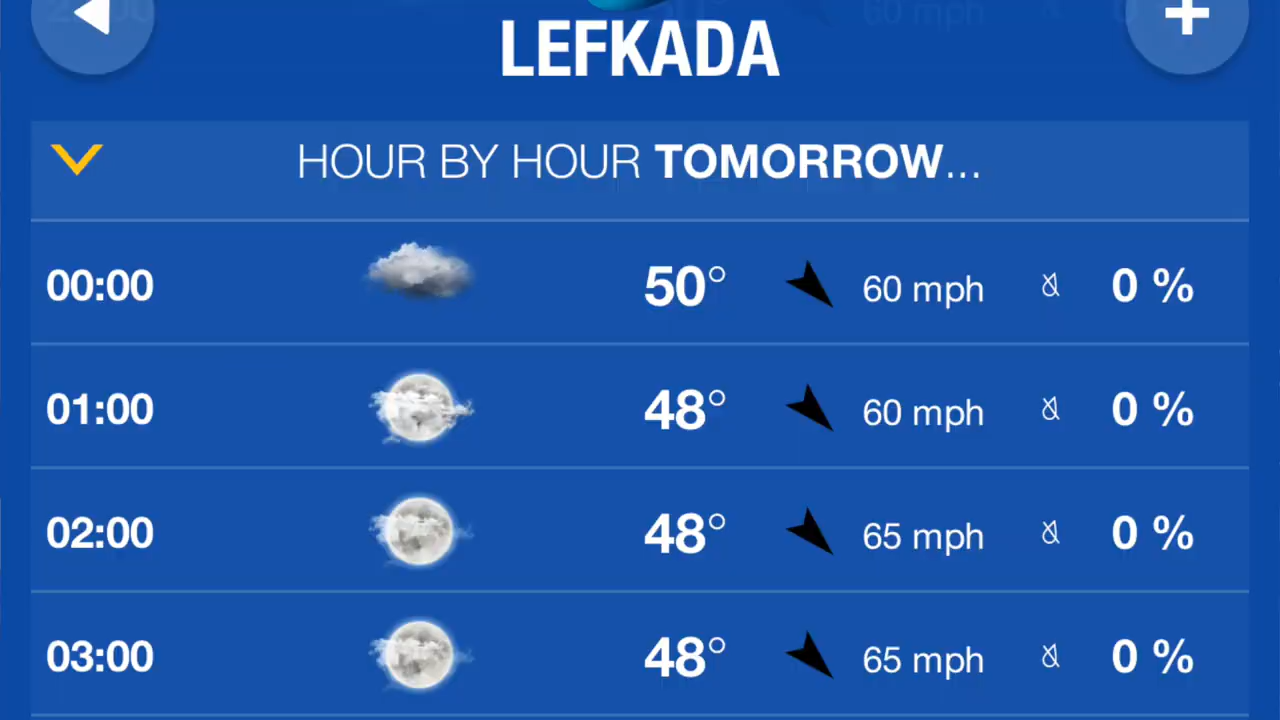 LEFKADA
HOUR BY HOUR TOMORROW...
00:00 50° 60 mph 0 %
01:00 48° 60 mph 0 %
02:00 48° 65 mph 0 %
03:00 48° 65 mph 0 %